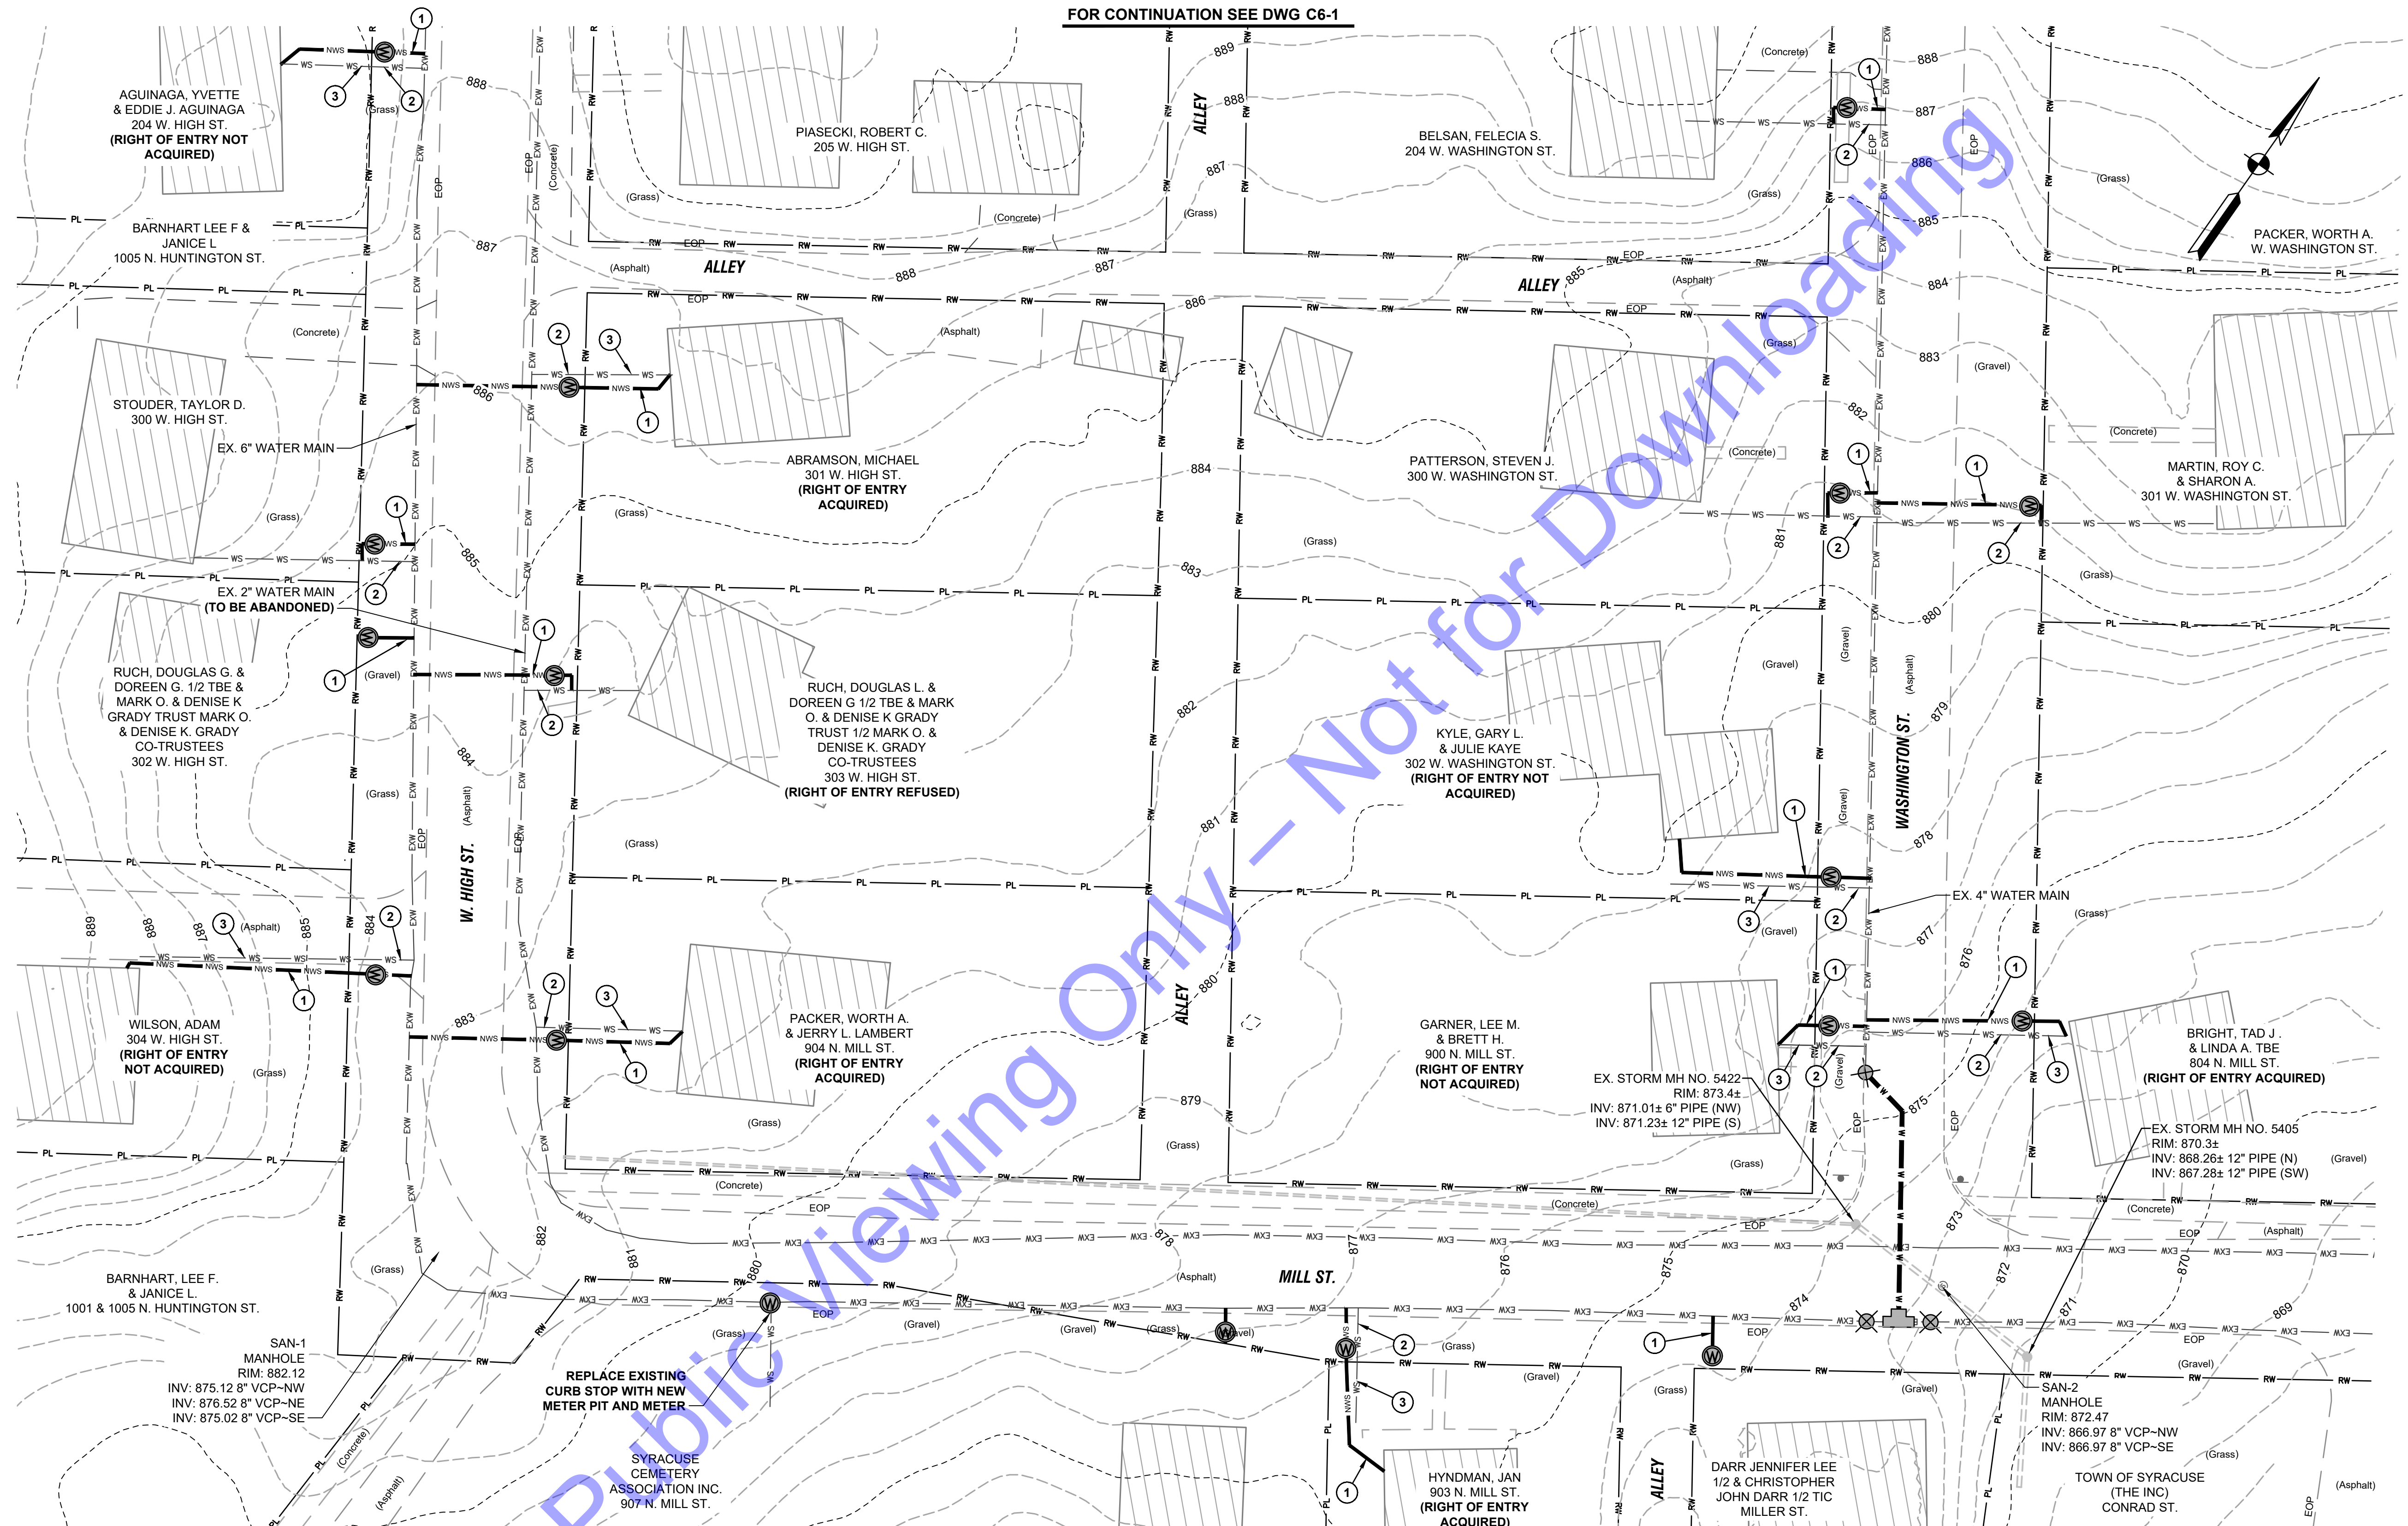 FOR CONTINUATION SEE DWG C6-1
AGUINAGA, YVETTE
& EDDIE J. AGUINAGA
204 W. HIGH ST.
(RIGHT OF ENTRY NOT
ACQUIRED)
PIASECKI, ROBERT C.
205 W. HIGH ST.
ALLEY
BELSAN, FELECIA S.
204 W. WASHINGTON ST.
PACKER, WORTH A.
W. WASHINGTON ST.
BARNHART LEE F &
JANICE L
1005 N. HUNTINGTON ST.
ALLEY
ALLEY
STOUDER, TAYLOR D.
300 W. HIGH ST.
EX. 6" WATER MAIN
ABRAMSON, MICHAEL
301 W. HIGH ST.
(RIGHT OF ENTRY
ACQUIRED)
PATTERSON, STEVEN J.
300 W. WASHINGTON ST.
MARTIN, ROY C.
& SHARON A.
301 W. WASHINGTON ST.
EX. 2" WATER MAIN
(TO BE ABANDONED)
RUCH, DOUGLAS G. &
DOREEN G. 1/2 TBE &
MARK O. & DENISE K
GRADY TRUST MARK O.
& DENISE K. GRADY
CO-TRUSTEES
302 W. HIGH ST.
RUCH, DOUGLAS L. &
DOREEN G 1/2 TBE & MARK
O. & DENISE K GRADY
TRUST 1/2 MARK O. &
DENISE K. GRADY
CO-TRUSTEES
303 W. HIGH ST.
(RIGHT OF ENTRY REFUSED)
KYLE, GARY L.
& JULIE KAYE
302 W. WASHINGTON ST.
(RIGHT OF ENTRY NOT
ACQUIRED)
W. HIGH ST.
WASHINGTON ST.
EX. 4" WATER MAIN
WILSON, ADAM
304 W. HIGH ST.
(RIGHT OF ENTRY
NOT ACQUIRED)
PACKER, WORTH A.
& JERRY L. LAMBERT
904 N. MILL ST.
(RIGHT OF ENTRY
ACQUIRED)
ALLEY
GARNER, LEE M.
& BRETT H.
900 N. MILL ST.
(RIGHT OF ENTRY
NOT ACQUIRED)
BRIGHT, TAD J .
& LINDA A. TBE
804 N. MILL ST.
(RIGHT OF ENTRY ACQUIRED)
EX. STORM MH NO. 5422
RIM: 873.4±
INV: 871.01± 6" PIPE (NW)
INV: 871.23± 12" PIPE (S)
EX. STORM MH NO. 5405
RIM: 870.3±
INV: 868.26± 12" PIPE (N)
INV: 867.28± 12" PIPE (SW)
BARNHART, LEE F.
& JANICE L.
1001 & 1005 N. HUNTINGTON ST.
MILL ST.
SAN-1
MANHOLE
RIM: 882.12
INV: 875.12 8" VCP~NW
INV: 876.52 8" VCP~NE
INV: 875.02 8" VCP~SE
REPLACE EXISTING
CURB STOP WITH NEW
METER PIT AND METER
SYRACUSE
CEMETERY
ASSOCIATION INC.
907 N. MILL ST.
HYNDMAN, JAN
903 N. MILL ST.
(RIGHT OF ENTRY
ACQUIRED)
ALLEY
DARR JENNIFER LEE
1/2 & CHRISTOPHER
JOHN DARR 1/2 TIC
MILLER ST.
SAN-2
MANHOLE
RIM: 872.47
INV: 866.97 8" VCP~NW
INV: 866.97 8" VCP~SE
TOWN OF SYRACUSE
(THE INC)
CONRAD ST.
Public Viewing Only – Not for Downloading